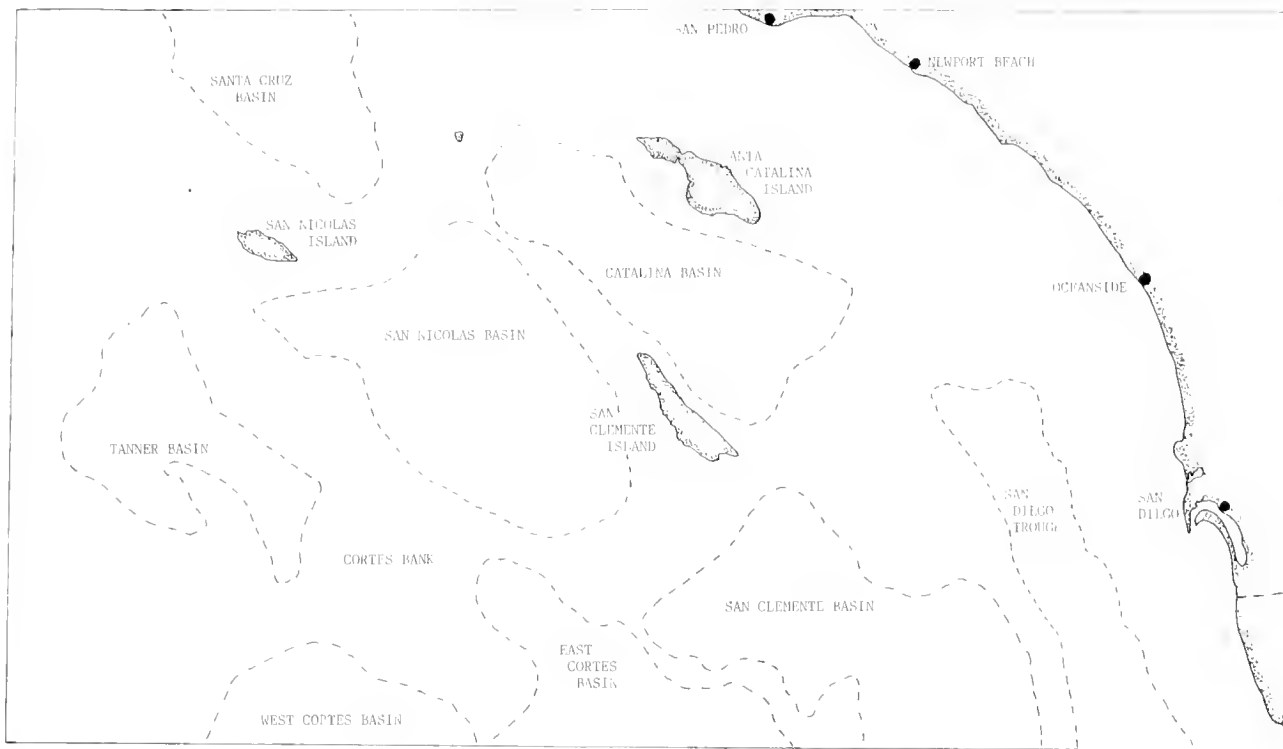 SAN PEDRO
NEWPORT BEACH
SANTA CRUZ
BASIN
ANTA
CATALINA
ISLAND
SAN NICOLAS
ISLAND
CATALINA BASIN
OCEANSIDE
SAN NICOLAS BASIN
SAN
CLEMENTE
ISLAND
TANNER BASIN
SAN
DIEGO
TROUGH
SAN
DIEGO
CORTES BANK
SAN CLEMENTE BASIN
EAST
CORTES
BASIN
WEST CORTES BASIN